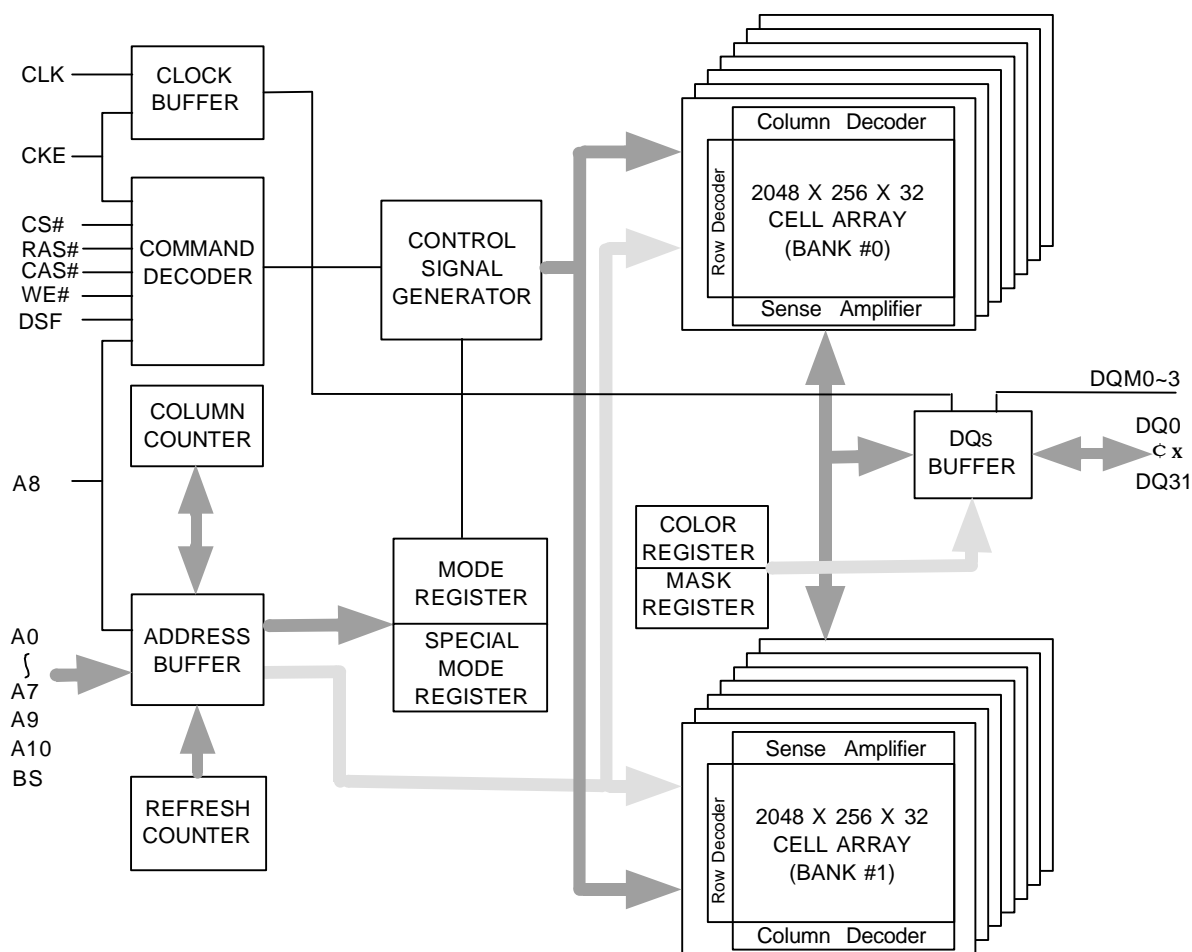 CLK
CLOCK
BUFFER
CKE
CS#
RAS#
CAS#
WE#
DSF
COMMAND
DECODER
CONTROL
SIGNAL
GENERATOR
Column Decoder
Row Decoder
2048 X 256 X 32
CELL ARRAY
(BANK #0)
Sense Amplifier
COLUMN
COUNTER
A8
DQM0~3
DQS
BUFFER
DQ0
¢ x
DQ31
COLOR
REGISTER
MASK
REGISTER
MODE
REGISTER
SPECIAL
MODE
REGISTER
ADDRESS
BUFFER
A0
∫
A7
A9
A10
BS
REFRESH
COUNTER
Sense Amplifier
Row Decoder
2048 X 256 X 32
CELL ARRAY
(BANK #1)
Column Decoder